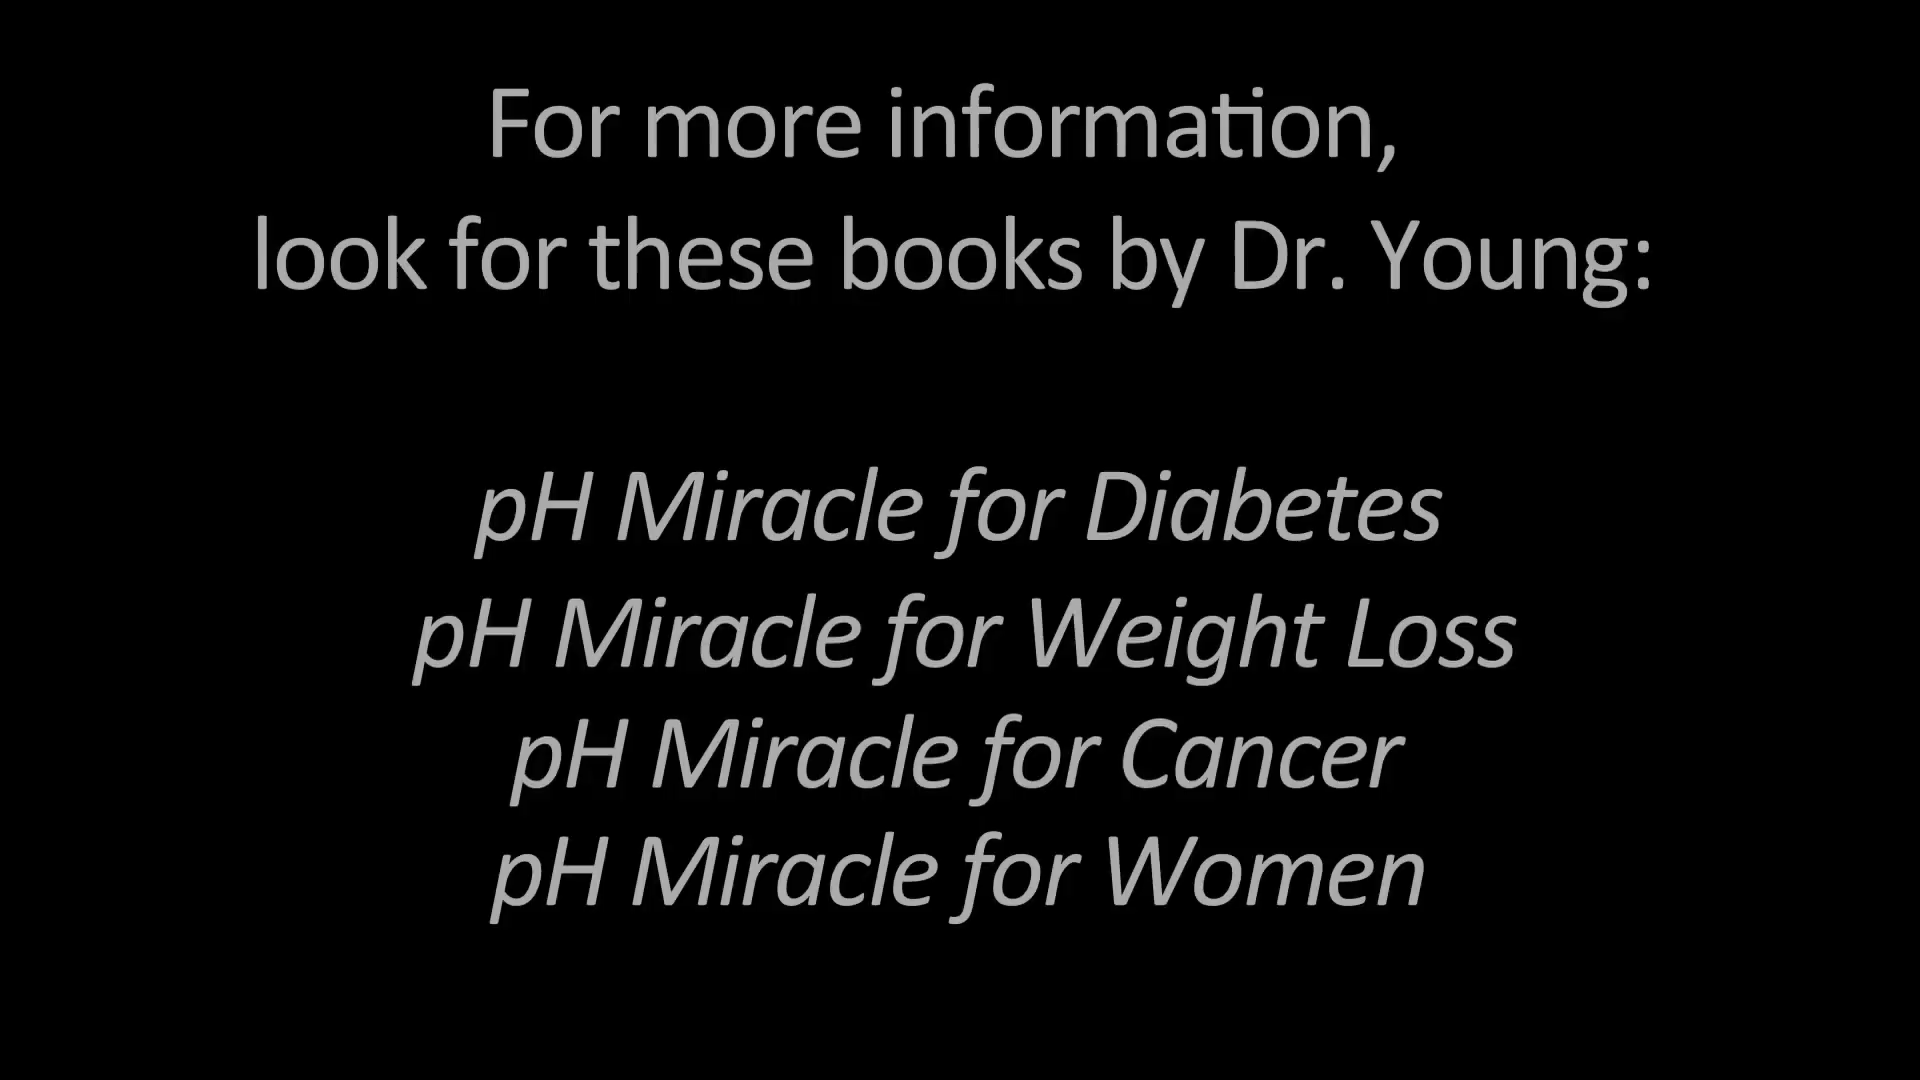 For more information,
look for these books by Dr. Young:
pH Miracle for Diabetes
pH Miracle for Weight Loss
pH Miracle for Cancer
pH Miracle for Women